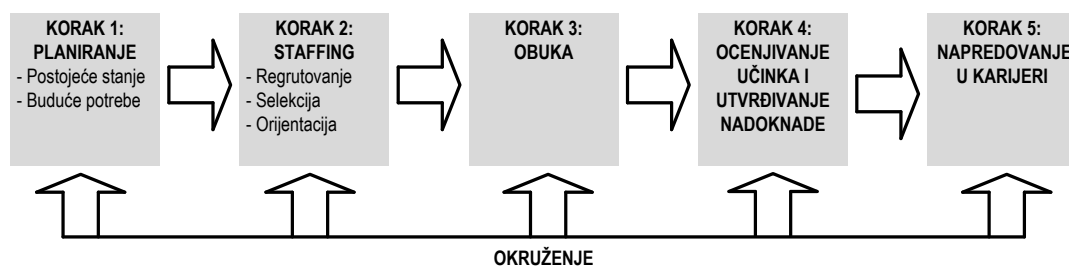 KORAK 1:
PLANIRANJE
- Postojeće stanje
- Buduće potrebe
KORAK 2:
STAFFING
- Regrutovanje
- Selekcija
- Orijentacija
KORAK 3:
OBUKA
KORAK 4:
OCENJIVANJE
UČINKA I
UTVRĐIVANJE
NADOKNADE
KORAK 5:
NAPREDOVANJE
U KARIJERI
OKRUŽENJE